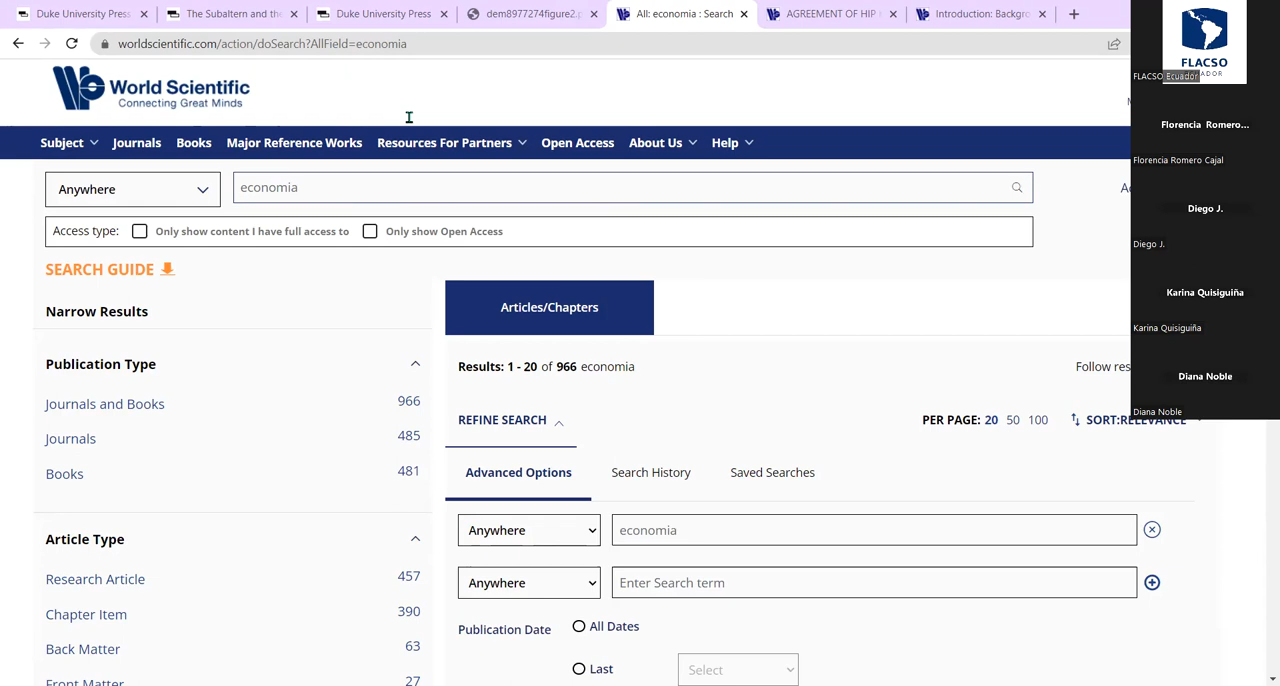 Duke University Press
The Subaltern and the
Duke University Press
dem8977274figure2.p
All: economia : Search
AGREEMENT OF HIP
Introduction: Backgro
worldscientific.com/action/doSearch?AllField=economia
World Scientific
Connecting Great Minds
Subject
Journals
Books
Major Reference Works
Resources For Partners
Open Access
About Us
Help
Anywhere
economia
Access type:
Only show content I have full access to
Only show Open Access
SEARCH GUIDE
Narrow Results
Publication Type
Journals and Books 966
Journals 485
Books 481
Article Type
Research Article 457
Chapter Item 390
Back Matter 63
Front Matter 27
Articles/Chapters
Results: 1 - 20 of 966 economia
Follow res
REFINE SEARCH
PER PAGE: 20 50 100
SORT:RELEVANCE
Advanced Options
Search History
Saved Searches
Anywhere
economia
Anywhere
Enter Search term
Publication Date
All Dates
Last
Select
FLACSO
FLACSO Ecuador
Florencia Romero...
Florencia Romero Cajal
Diego J.
Diego J.
Karina Quisiguiña
Karina Quisiguiña
Diana Noble
Diana Noble